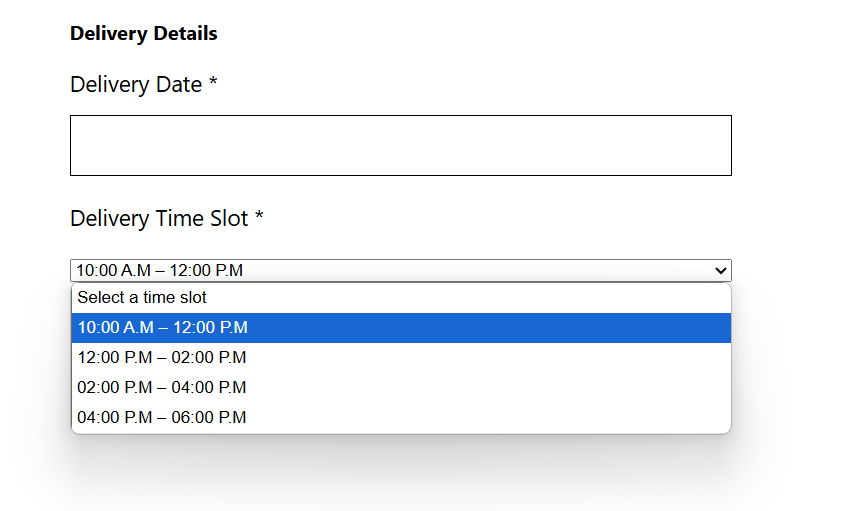 Delivery Details
Delivery Date *
Delivery Time Slot *
10:00 A.M – 12:00 P.M
Select a time slot
10:00 A.M – 12:00 P.M
12:00 P.M – 02:00 P.M
02:00 P.M – 04:00 P.M
04:00 P.M – 06:00 P.M